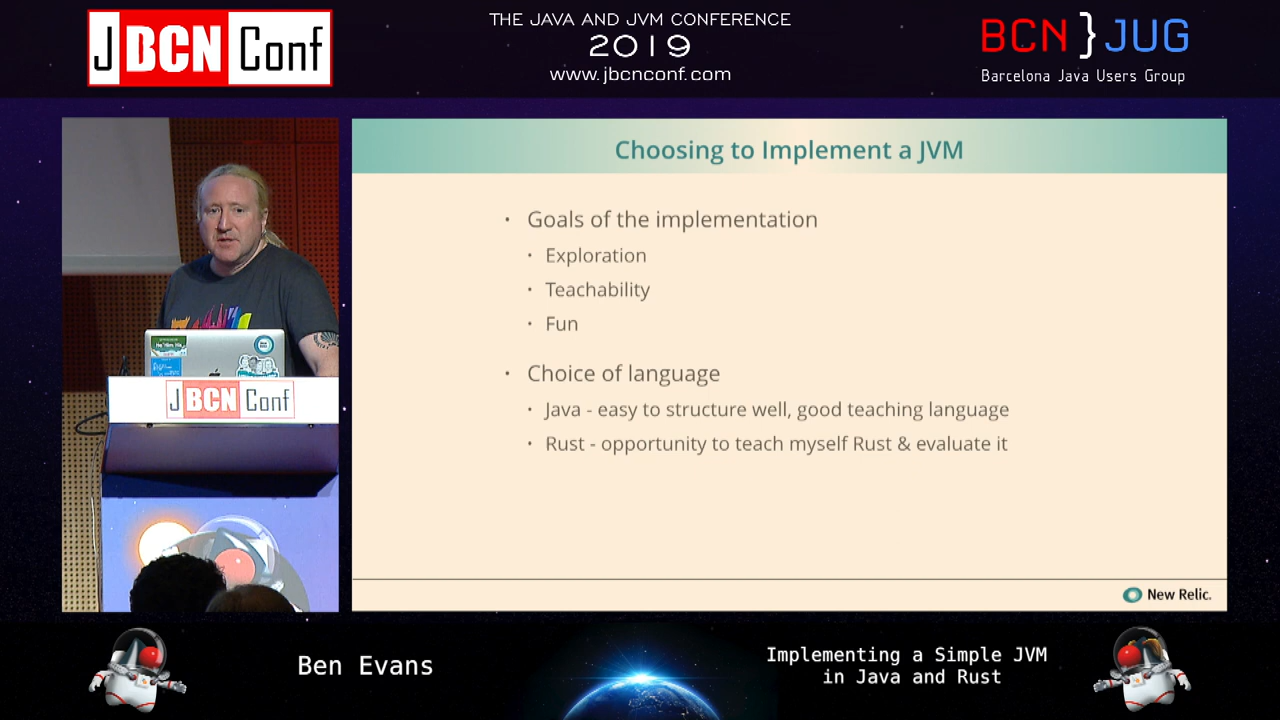 JBCNConf
THE JAVA AND JVM CONFERENCE
2019
www.jbcnconf.com
BCN}JUG
Barcelona Java Users Group
Choosing to Implement a JVM
• Goals of the implementation
• Exploration
• Teachability
• Fun
• Choice of language
• Java - easy to structure well, good teaching language
• Rust - opportunity to teach myself Rust & evaluate it
New Relic.
JBCNConf
Ben Evans
Implementing a Simple JVM
in Java and Rust